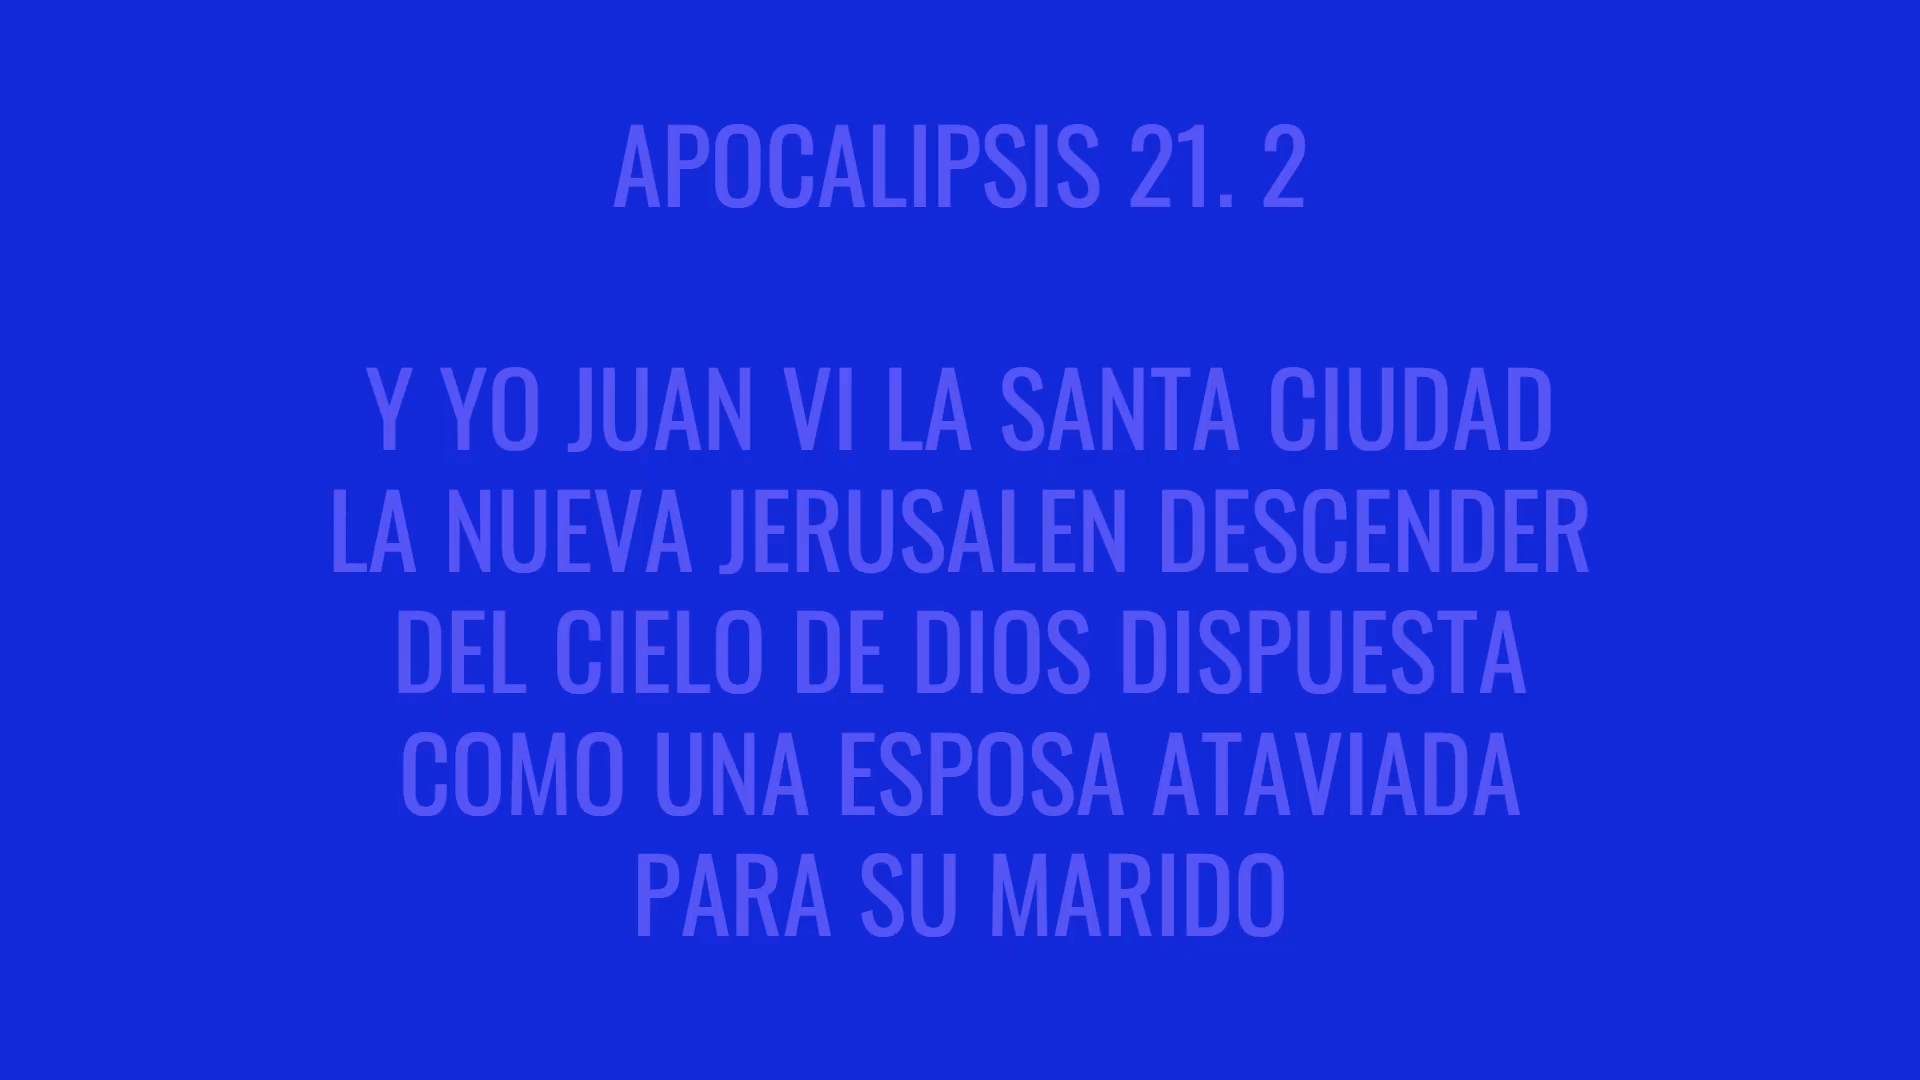 APOCALIPSIS 21. 2
Y YO JUAN VI LA SANTA CIUDAD
LA NUEVA JERUSALEN DESCENDER
DEL CIELO DE DIOS DISPUESTA
COMO UNA ESPOSA ATAVIADA
PARA SU MARIDO